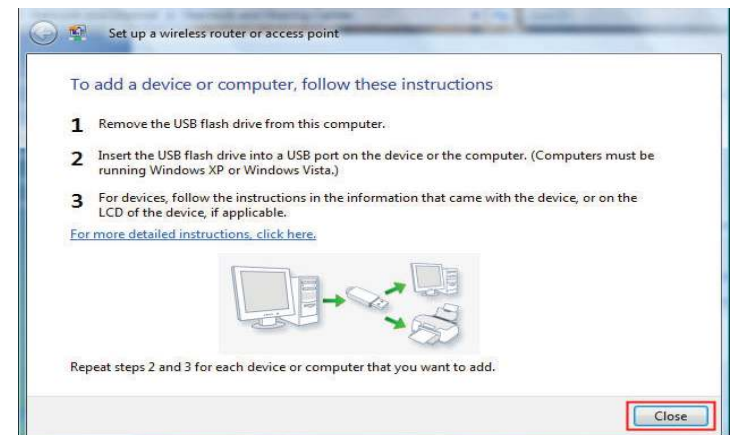 Set up a wireless router or access point
To add a device or computer, follow these instructions
1 Remove the USB flash drive from this computer.
2 Insert the USB flash drive into a USB port on the device or the computer. (Computers must be
running Windows XP or Windows Vista.)
3 For devices, follow the instructions in the information that came with the device, or on the
LCD of the device, if applicable.
For more detailed instructions, click here.
Repeat steps 2 and 3 for each device or computer that you want to add.
Close